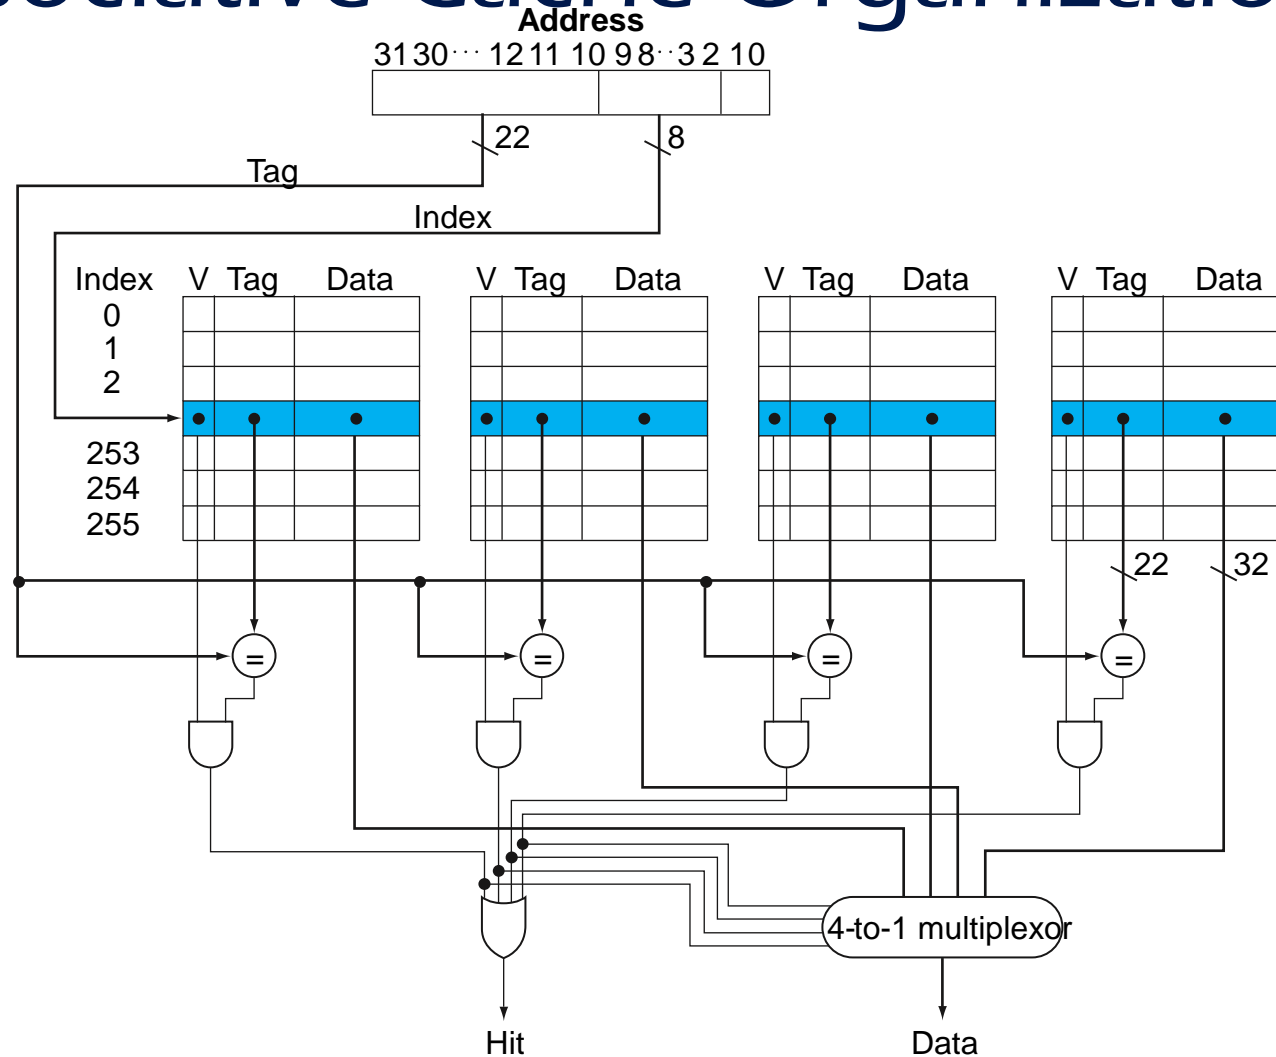 Cache Organizatio
Address
31 30 ··· 12 11 10 9 8 ·· 3 2 1 0
22
8
Tag
Index
Index
V Tag Data
V Tag Data
V Tag Data
V Tag Data
0
1
2
253
254
255
22
32
=
=
=
=
4-to-1 multiplexor
Hit
Data